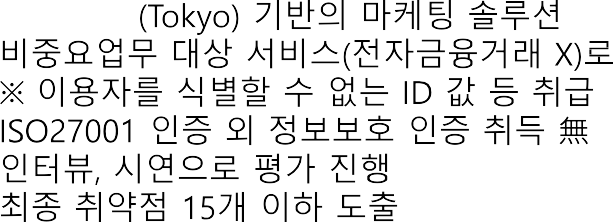 (Tokyo) 기반의 마케팅 솔루션
비중요업무 대상 서비스(전자금융거래 X)로
※ 이용자를 식별할 수 없는 ID 값 등 취급
ISO27001 인증 외 정보보호 인증 취득 無
인터뷰, 시연으로 평가 진행
최종 취약점 15개 이하 도출